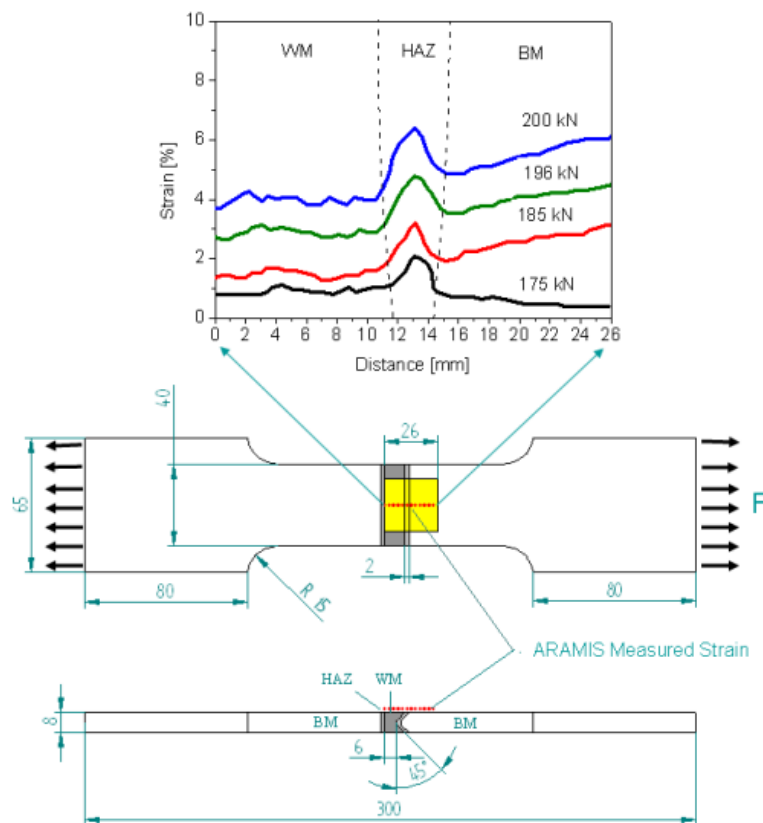 10
8
6
4
2
0
Strain [%]
WM
HAZ
BM
200 kN
196 kN
185 kN
175 kN
0 2 4 6 8 10 12 14 16 18 20 22 24 26
Distance [mm]
40
26
65
F
2
80
R 15
80
ARAMIS Measured Strain
HAZ
WM
8
BM
BM
6
45°
300